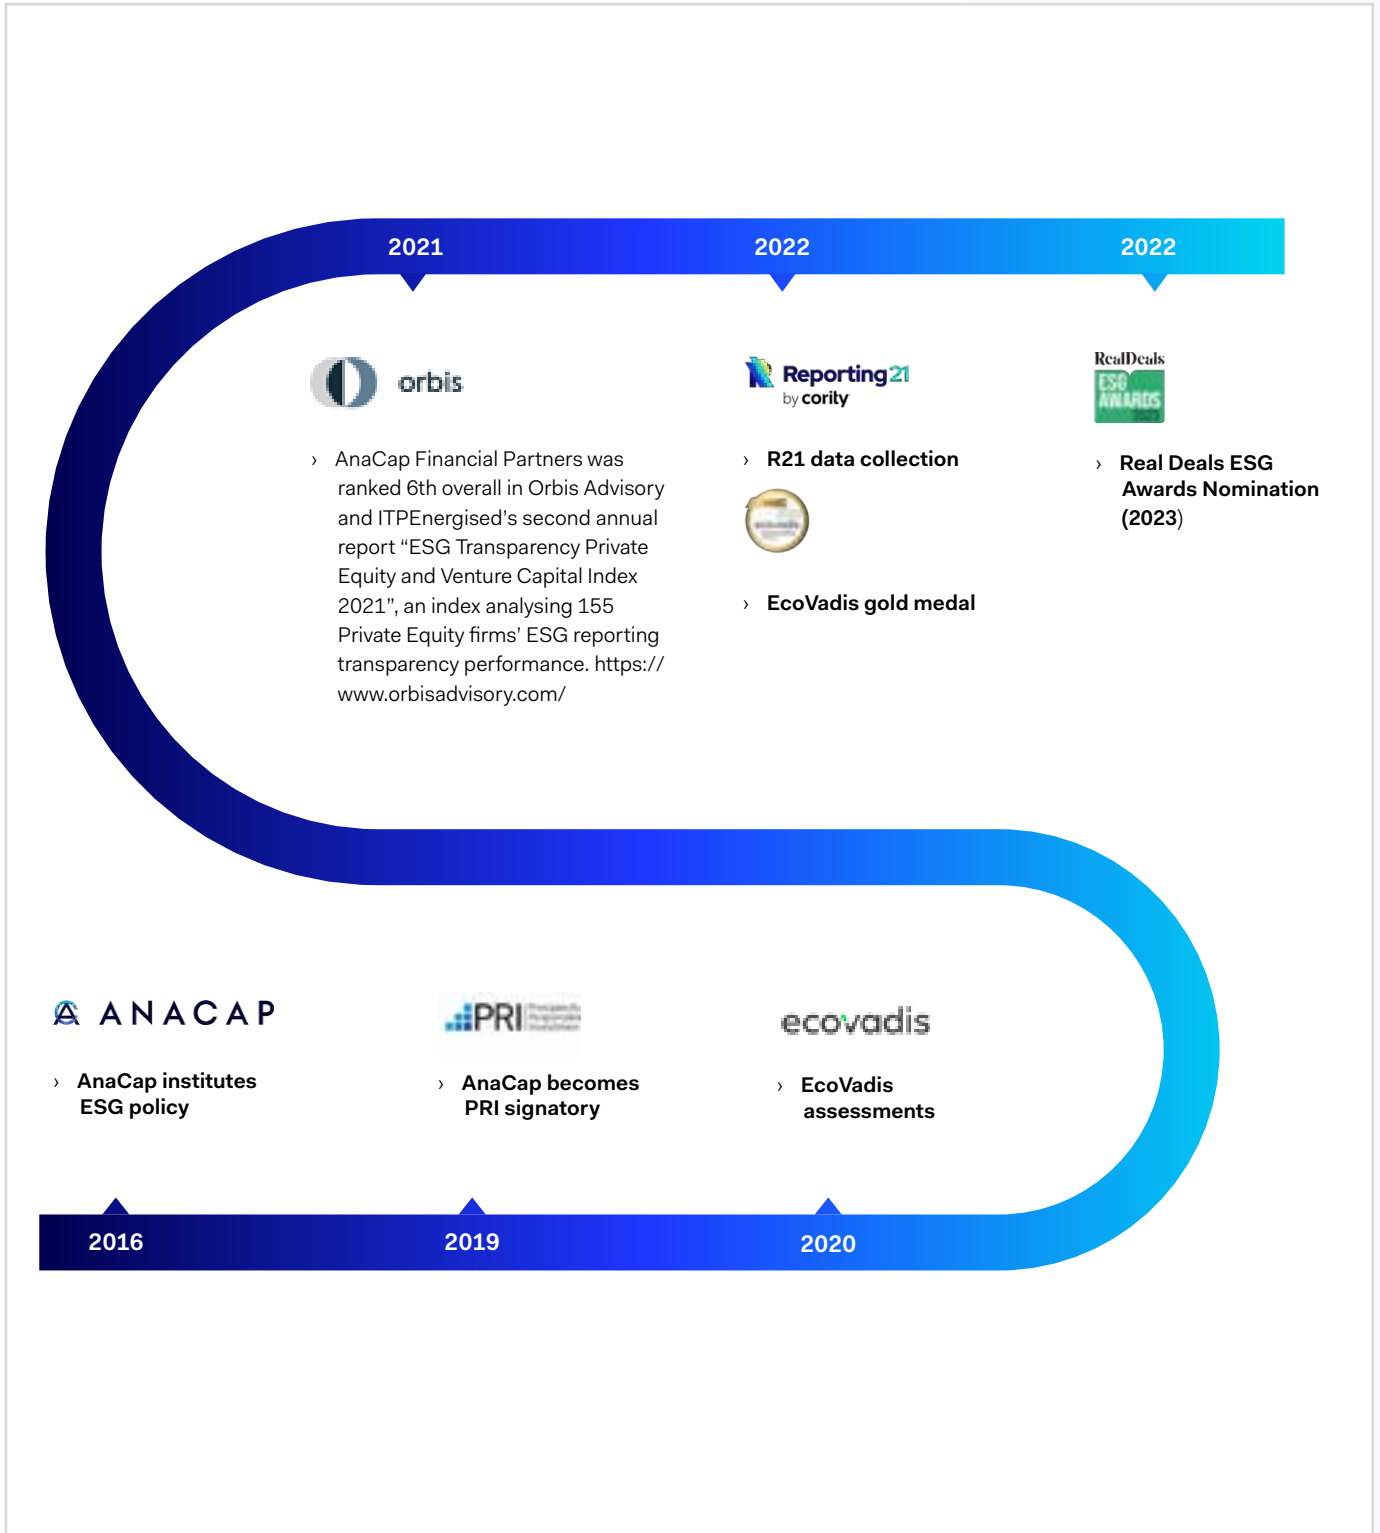 2021
2022
2022
orbis
Reporting21
by cority
RealDeals
ESG
AWARDS
› AnaCap Financial Partners was
ranked 6th overall in Orbis Advisory
and ITPEnergised’s second annual
report “ESG Transparency Private
Equity and Venture Capital Index
2021”, an index analysing 155
Private Equity firms’ ESG reporting
transparency performance. https://
www.orbisadvisory.com/
› R21 data collection
› EcoVadis gold medal
› Real Deals ESG
Awards Nomination
(2023)
ANACAP
PRI
ecovadis
› AnaCap institutes
ESG policy
› AnaCap becomes
PRI signatory
› EcoVadis
assessments
2016
2019
2020